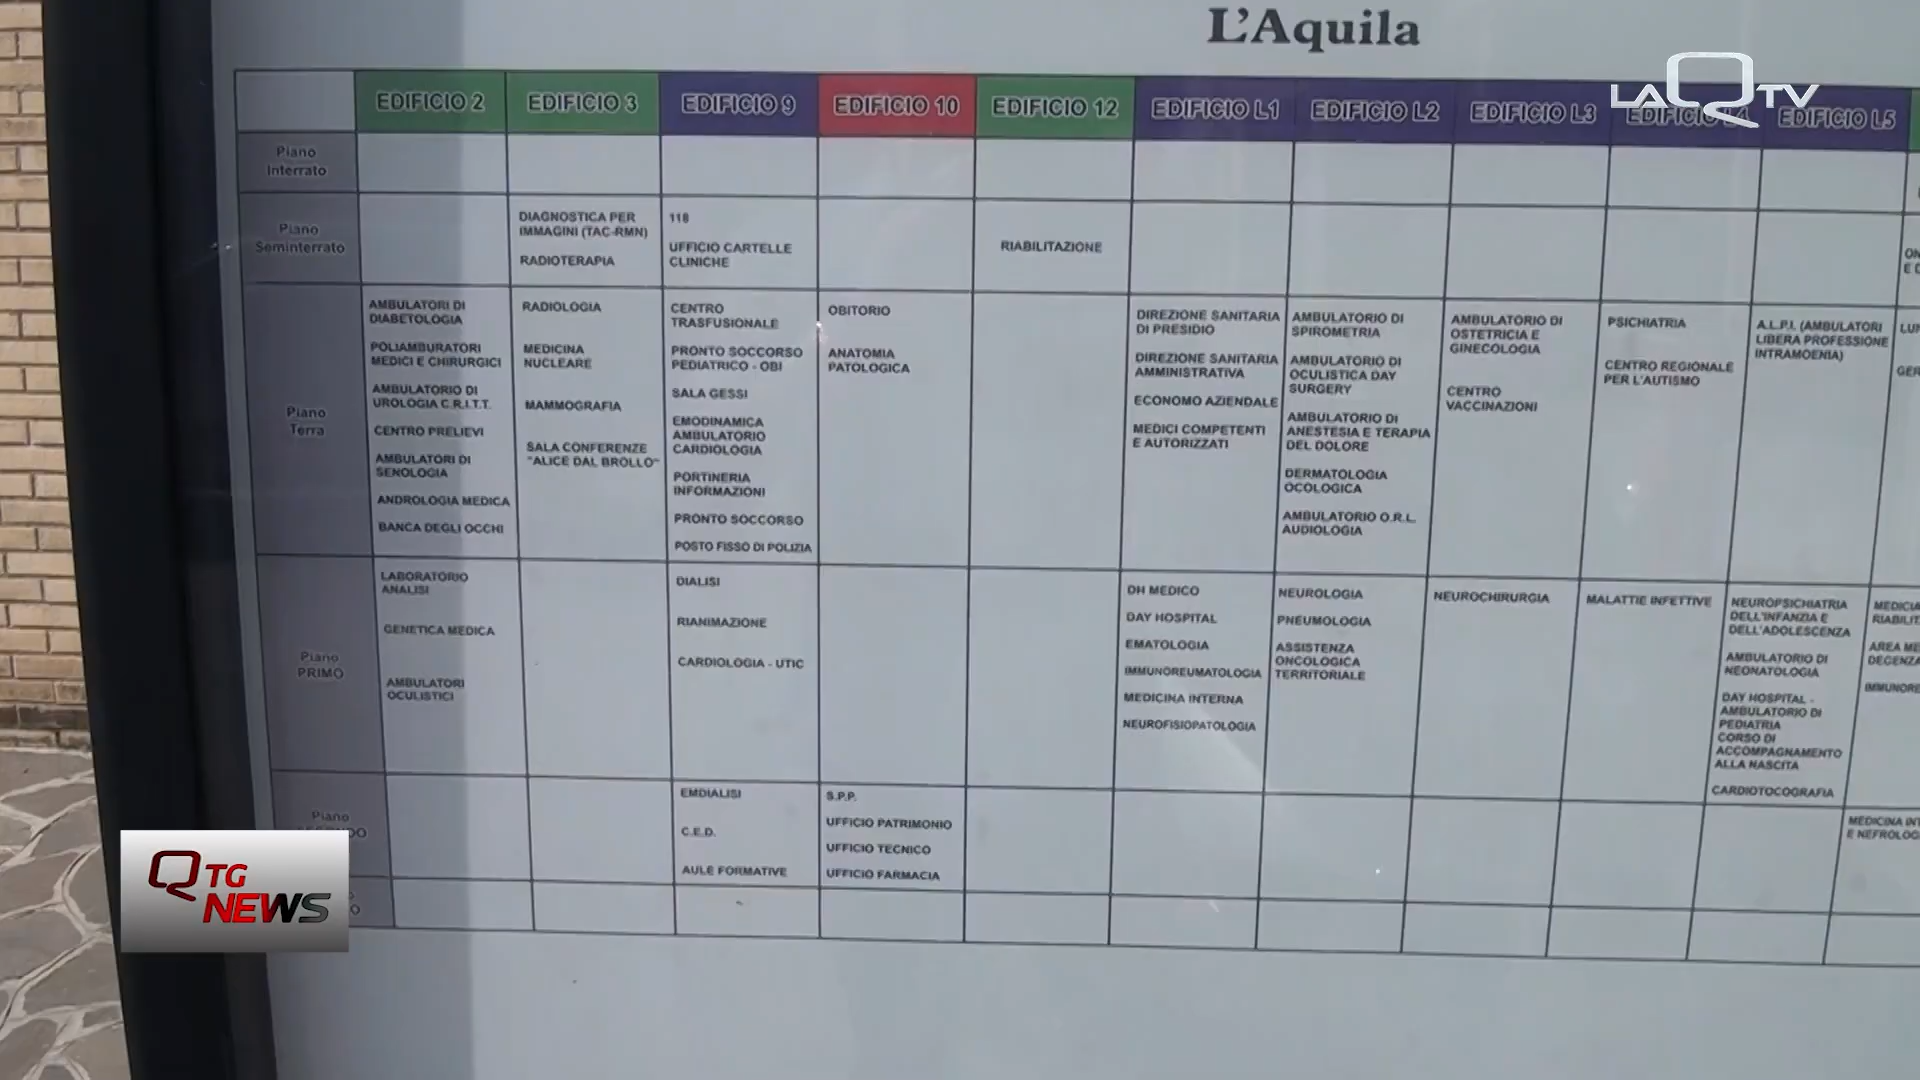 L'Aquila
LAQTV
EDIFICIO 2
EDIFICIO 3
EDIFICIO 9
EDIFICIO 10
EDIFICIO 12
EDIFICIO L1
EDIFICIO L2
EDIFICIO L3
EDIFICIO
EDIFICIO L5
Piano
Interrato
Piano
Seminterrato
DIAGNOSTICA PER
IMMAGINI (TAC-RMN)
RADIOTERAPIA
118
UFFICIO CARTELLE
CLINICHE
RIABILITAZIONE
Piano
Terra
AMBULATORI DI
DIABETOLOGIA
POLIAMBURATORI
MEDICI E CHIRURGICI
AMBULATORIO DI
UROLOGIA C.R.I.T.T.
CENTRO PRELIEVI
AMBULATORI DI
SENOLOGIA
ANDROLOGIA MEDICA
BANCA DEGLI OCCHI
RADIOLOGIA
MEDICINA
NUCLEARE
MAMMOGRAFIA
SALA CONFERENZE
"ALICE DAL BROLLO"
CENTRO
TRASFUSIONALE
PRONTO SOCCORSO
PEDIATRICO - OBI
SALA GESSI
EMODINAMICA
AMBULATORIO
CARDIOLOGIA
PORTINERIA
INFORMAZIONI
PRONTO SOCCORSO
POSTO FISSO DI POLIZIA
OBITORIO
ANATOMIA
PATOLOGICA
DIREZIONE SANITARIA
DI PRESIDIO
DIREZIONE SANITARIA
AMMINISTRATIVA
ECONOMO AZIENDALE
MEDICI COMPETENTI
E AUTORIZZATI
AMBULATORIO DI
SPIROMETRIA
AMBULATORIO DI
OCULISTICA DAY
SURGERY
AMBULATORIO DI
ANESTESIA E TERAPIA
DEL DOLORE
DERMATOLOGIA
OCOLOGICA
AMBULATORIO O.R.L.
AUDIOLOGIA
AMBULATORIO DI
OSTETRICIA E
GINECOLOGIA
CENTRO
VACCINAZIONI
PSICHIATRIA
CENTRO REGIONALE
PER L'AUTISMO
A.L.P.I. (AMBULATORI
LIBERA PROFESSIONE
INTRAMOENIA)
Piano
PRIMO
LABORATORIO
ANALISI
GENETICA MEDICA
AMBULATORI
OCULISTICI
DIALISI
RIANIMAZIONE
CARDIOLOGIA - UTIC
DH MEDICO
DAY HOSPITAL
EMATOLOGIA
IMMUNOREUMATOLOGIA
MEDICINA INTERNA
NEUROFISIOPATOLOGIA
NEUROLOGIA
PNEUMOLOGIA
ASSISTENZA
ONCOLOGICA
TERRITORIALE
NEUROCHIRURGIA
MALATTIE INFETTIVE
NEUROPSICHIATRIA
DELL'INFANZIA E
DELL'ADOLESCENZA
AMBULATORIO DI
NEONATOLOGIA
DAY HOSPITAL -
AMBULATORIO DI
PEDIATRIA
CORSO DI
ACCOMPAGNAMENTO
ALLA NASCITA
CARDIOTOCOGRAFIA
AREA
Piano
EMDIALISI
C.E.D.
AULE FORMATIVE
S.P.P.
UFFICIO PATRIMONIO
UFFICIO TECNICO
UFFICIO FARMACIA
MEDICINA
Q TG
NEWS